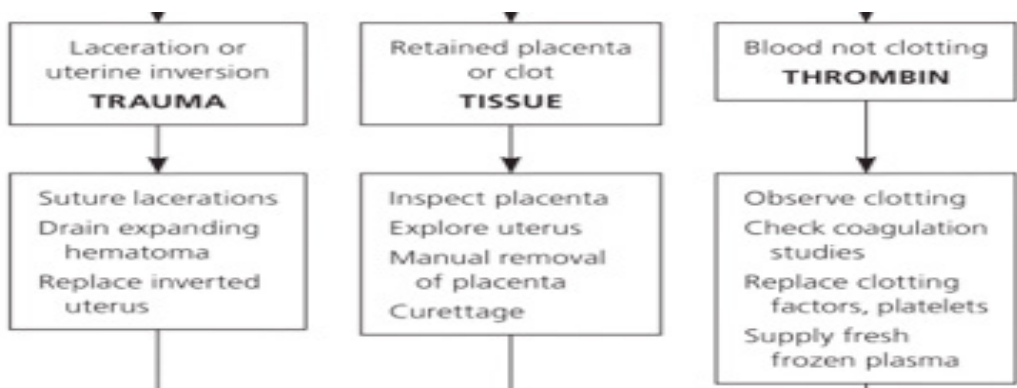 Laceration or
uterine inversion
TRAUMA
Suture lacerations
Drain expanding
hematoma
Replace inverted
uterus
Retained placenta
or clot
TISSUE
Inspect placenta
Explore uterus
Manual removal
of placenta
Curettage
Blood not clotting
THROMBIN
Observe clotting
Check coagulation
studies
Replace clotting
factors, platelets
Supply fresh
frozen plasma